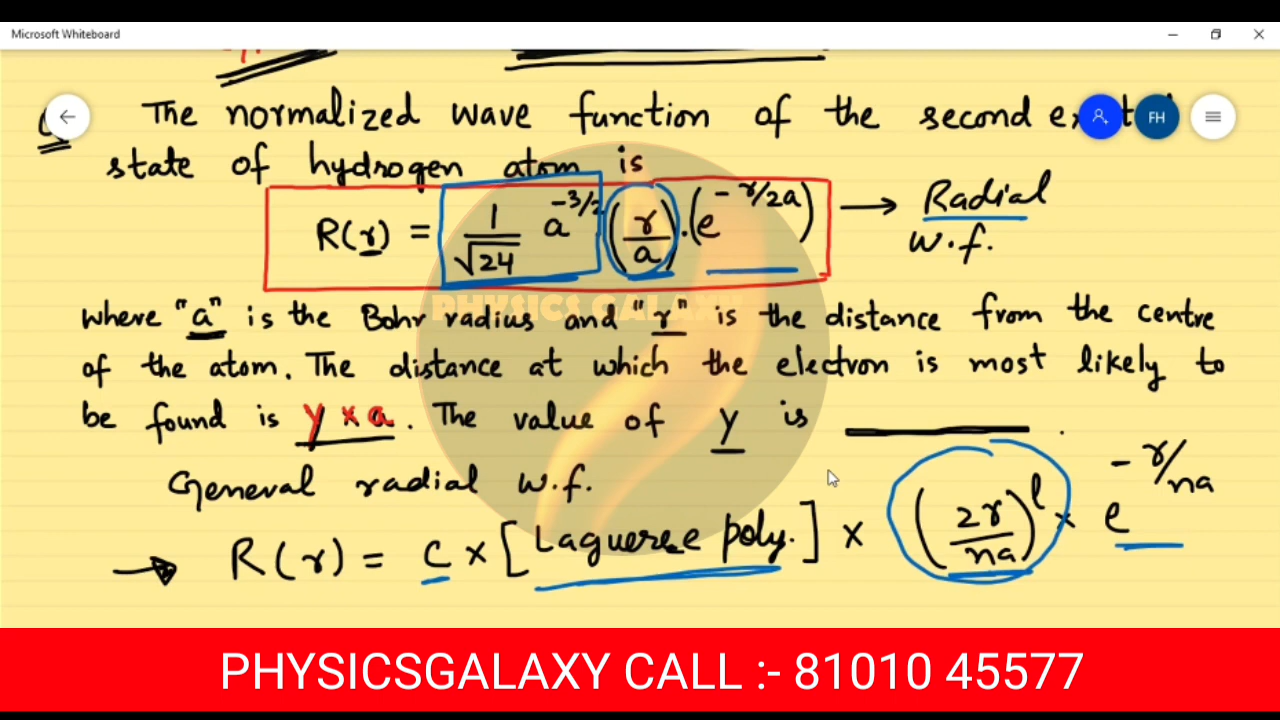 Microsoft Whiteboard
The normalized wave function of the second
state of hydrogen atom is
R(r) = 1/√24 a^-3/2 (r/a)·(e^-r/2a) → Radial
w.f.
FH
where "a" is the Bohr radius and "r" is the distance from the centre
of the atom. The distance at which the electron is most likely to
be found is y × a. The value of y is ______.
General radial w.f.
→ R(r) = C × [Laguerre poly.] × (2r/na)^l × e^-r/na
PHYSICS GALAXY
PHYSICSGALAXY CALL :- 81010 45577